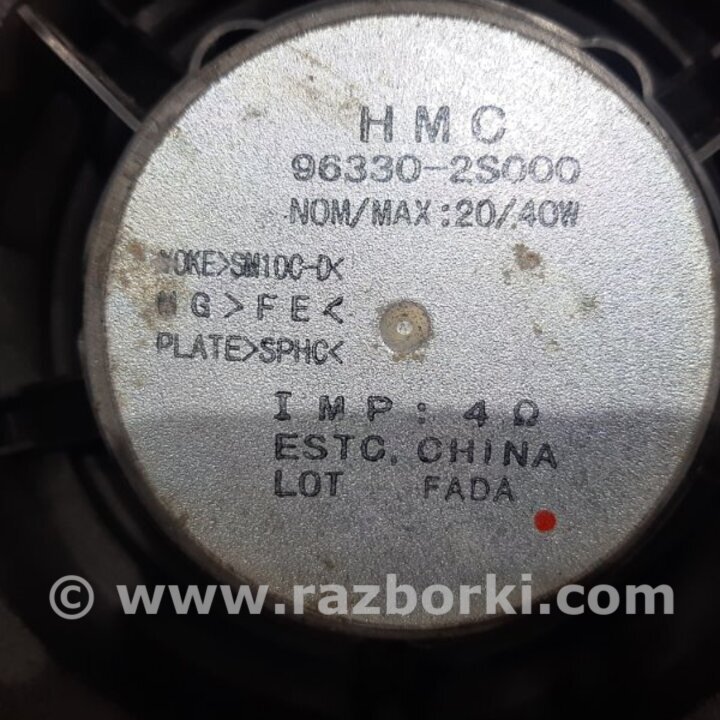 HMC
96330-2S000
NOM/MAX:20/40W
YOKE>SM10C-D<
MG>FE<
PLATE>SPHC<
IMP: 4Ω
ESTC. CHINA
LOT FADA
© www.razborki.com